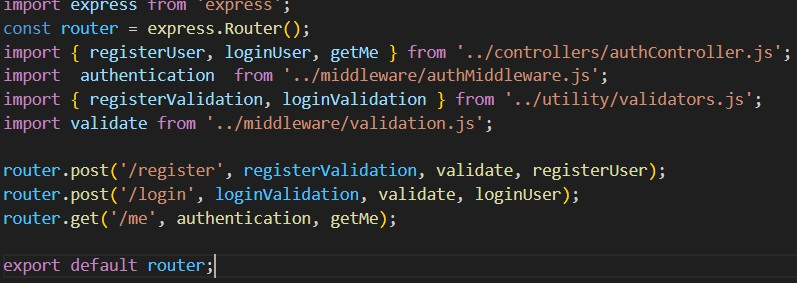 import express from 'express';
const router = express.Router();
import { registerUser, loginUser, getMe } from '../controllers/authController.js';
import  authentication  from '../middleware/authMiddleware.js';
import { registerValidation, loginValidation } from '../utility/validators.js';
import validate from '../middleware/validation.js';
router.post('/register', registerValidation, validate, registerUser);
router.post('/login', loginValidation, validate, loginUser);
router.get('/me', authentication, getMe);
export default router;